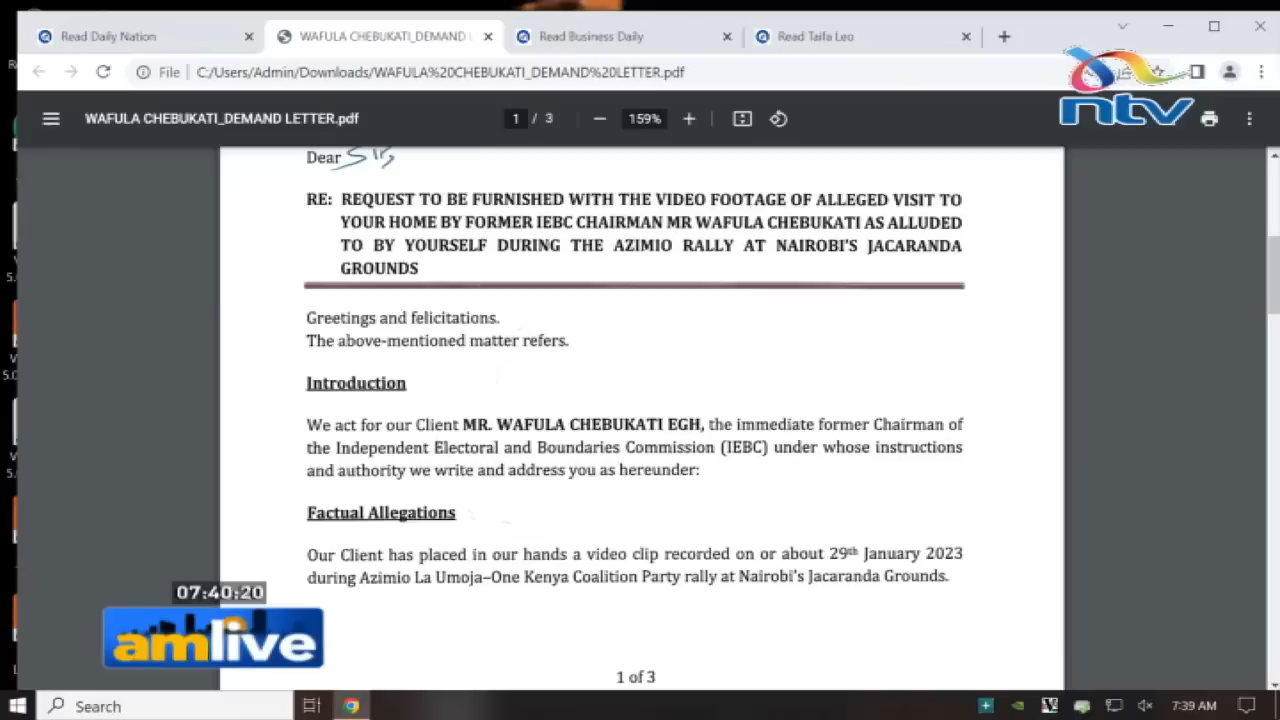 Read Daily Nation
WAFULA CHEBUKATI_DEMAND
Read Business Daily
Read Taifa Leo
File
C:/Users/Admin/Downloads/WAFULA%20CHEBUKATI_DEMAND%20LETTER.pdf
ntv
WAFULA CHEBUKATI_DEMAND LETTER.pdf
1 / 3
159%
Dear Sir,
RE: REQUEST TO BE FURNISHED WITH THE VIDEO FOOTAGE OF ALLEGED VISIT TO
YOUR HOME BY FORMER IEBC CHAIRMAN MR WAFULA CHEBUKATI AS ALLUDED
TO BY YOURSELF DURING THE AZIMIO RALLY AT NAIROBI'S JACARANDA
GROUNDS
Greetings and felicitations.
The above-mentioned matter refers.
Introduction
We act for our Client MR. WAFULA CHEBUKATI EGH, the immediate former Chairman of
the Independent Electoral and Boundaries Commission (IEBC) under whose instructions
and authority we write and address you as hereunder:
Factual Allegations
Our Client has placed in our hands a video clip recorded on or about 29th January 2023
during Azimio La Umoja–One Kenya Coalition Party rally at Nairobi's Jacaranda Grounds.
07:40:20
amlive
1 of 3
Search
7:39 AM